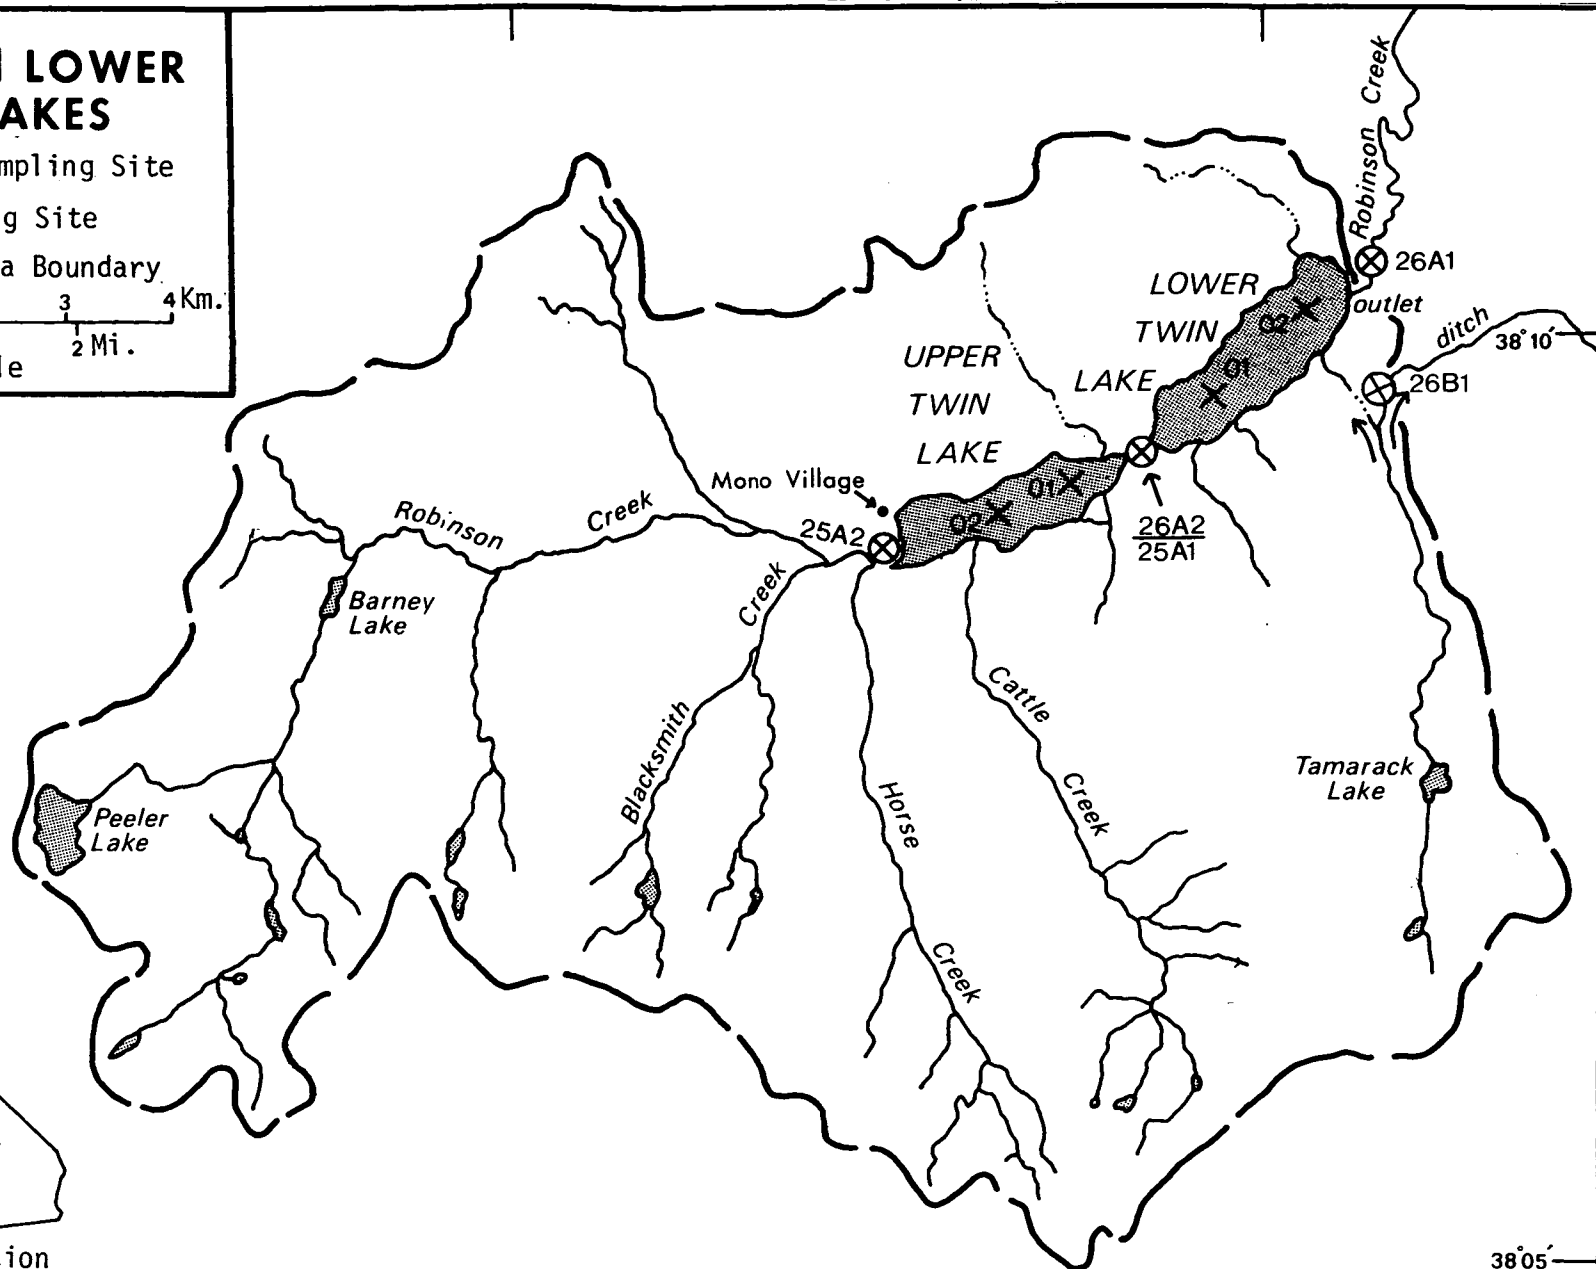 LOWER
AKES
mpling Site
g Site
a Boundary
3 4 Km.
2 Mi.
le
Robinson Creek
26A1
outlet
ditch
38°10′
26B1
LOWER
TWIN
LAKE
02
01
UPPER
TWIN
LAKE
01
02
Mono Village
25A2
26A2
25A1
Robinson Creek
Barney
Lake
Creek
Blacksmith
Cattle
Creek
Horse
Creek
Peeler
Lake
Tamarack
Lake
ion
38°05′